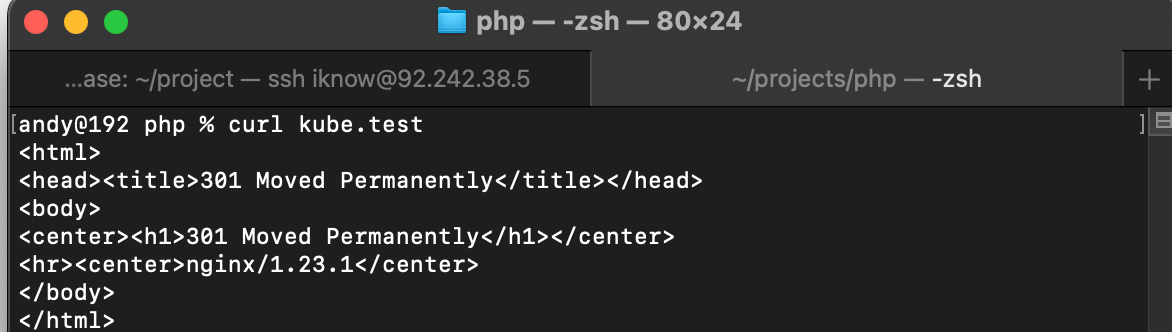 php — -zsh — 80×24
...ase: ~/project — ssh iknow@92.242.38.5
~/projects/php — -zsh
[andy@192 php % curl kube.test ]
<html>
<head><title>301 Moved Permanently</title></head>
<body>
<center><h1>301 Moved Permanently</h1></center>
<hr><center>nginx/1.23.1</center>
</body>
</html>